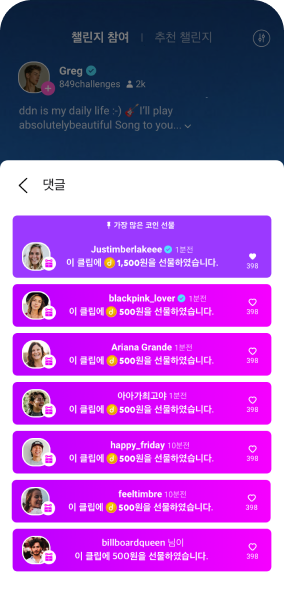 챌린지 참여 | 추천 챌린지
Greg
849challenges 2k
ddn is my daily life :-) 🎸I'll play
absolutelybeautiful Song to you...
댓글
가장 많은 코인 선물
Justimberlakeee 1분전
이 클립에 1,500원을 선물하였습니다.
398
blackpink_lover 1분전
이 클립에 500원을 선물하였습니다.
398
Ariana Grande 1분전
이 클립에 500원을 선물하였습니다.
398
아아가최고야 1분전
이 클립에 500원을 선물하였습니다.
398
happy_friday 10분전
이 클립에 500원을 선물하였습니다.
398
feeltimbre 10분전
이 클립에 500원을 선물하였습니다.
398
billboardqueen 님이
이 클립에 500원을 선물하였습니다.
398